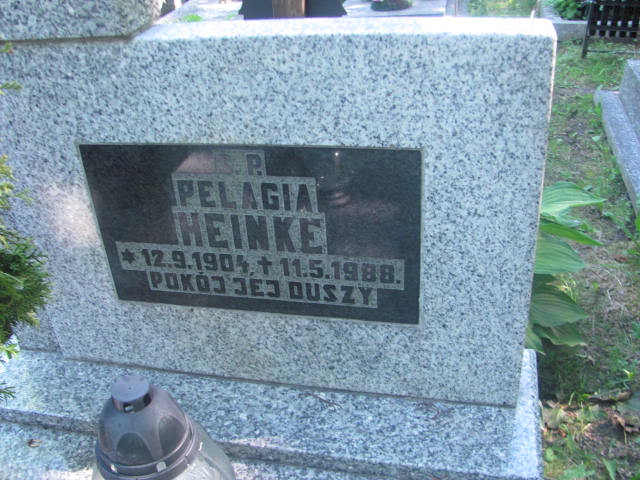 Ś. P.
PELAGIA
HEINKE
* 12.9.1904. + 11.5.1988.
POKÓJ JEJ DUSZY